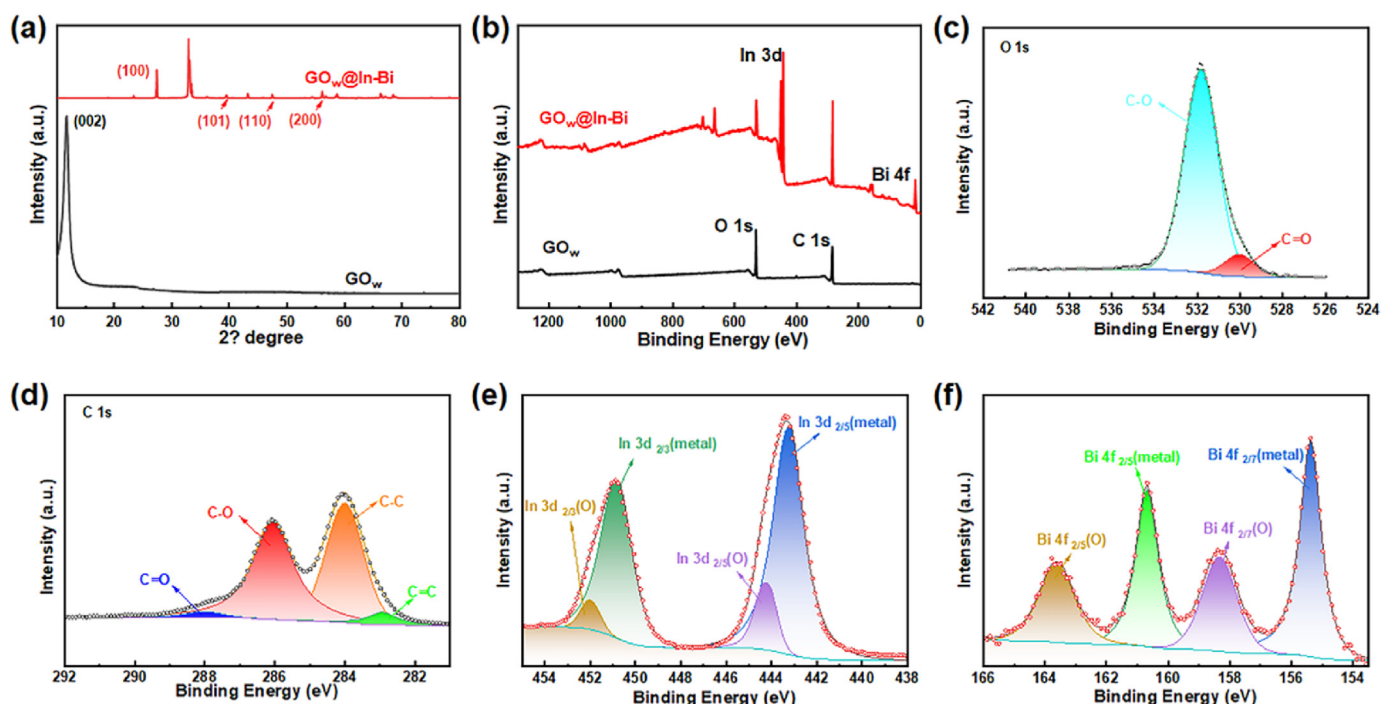 (a)
Intensity (a.u.)
(100)
GOw@In-Bi
(101)
(110)
(200)
(002)
GOw
10
20
30
40
50
60
70
80
2? degree
(b)
Intensity (a.u.)
In 3d
GOw@In-Bi
Bi 4f
O 1s
C 1s
GOw
1200
1000
800
600
400
200
0
Binding Energy (eV)
(c)
O 1s
Intensity (a.u.)
C-O
C=O
542
540
538
536
534
532
530
528
526
524
Binding Energy (eV)
(d)
C 1s
Intensity (a.u.)
C-O
C-C
C=O
C=C
292
290
288
286
284
282
Binding Energy (eV)
(e)
Intensity (a.u.)
In 3d 2/3(metal)
In 3d 2/5(metal)
In 3d 2/3(O)
In 3d 2/5(O)
454
452
450
448
446
444
442
440
438
Binding Energy (eV)
(f)
Intensity (a.u.)
Bi 4f 2/5(metal)
Bi 4f 2/7(metal)
Bi 4f 2/5(O)
Bi 4f 2/7(O)
166
164
162
160
158
156
154
Binding Energy (eV)